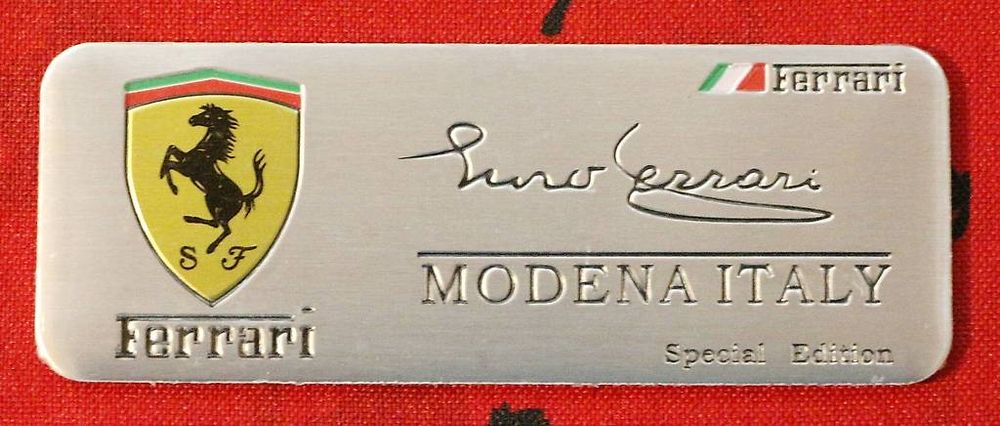 S F
Ferrari
Ferrari
Enzo Ferrari
MODENA ITALY
Special Edition